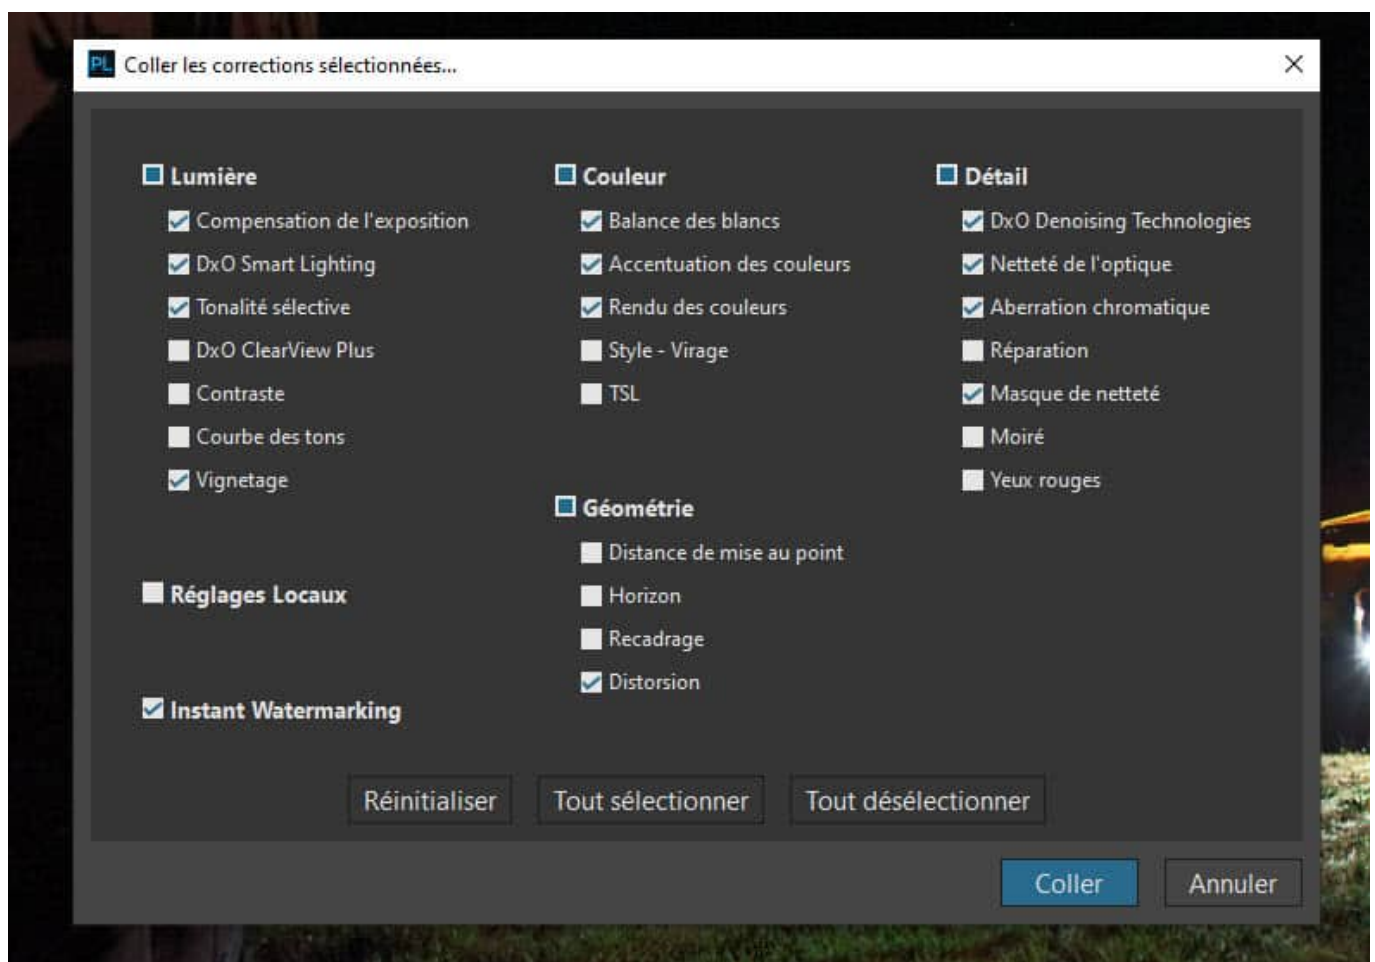 PL Coller les corrections sélectionnées...
Lumière
Compensation de l'exposition
DxO Smart Lighting
Tonalité sélective
DxO ClearView Plus
Contraste
Courbe des tons
Vignetage
Réglages Locaux
Instant Watermarking
Couleur
Balance des blancs
Accentuation des couleurs
Rendu des couleurs
Style - Virage
TSL
Géométrie
Distance de mise au point
Horizon
Recadrage
Distorsion
Détail
DxO Denoising Technologies
Netteté de l'optique
Aberration chromatique
Réparation
Masque de netteté
Moiré
Yeux rouges
Réinitialiser
Tout sélectionner
Tout désélectionner
Coller
Annuler